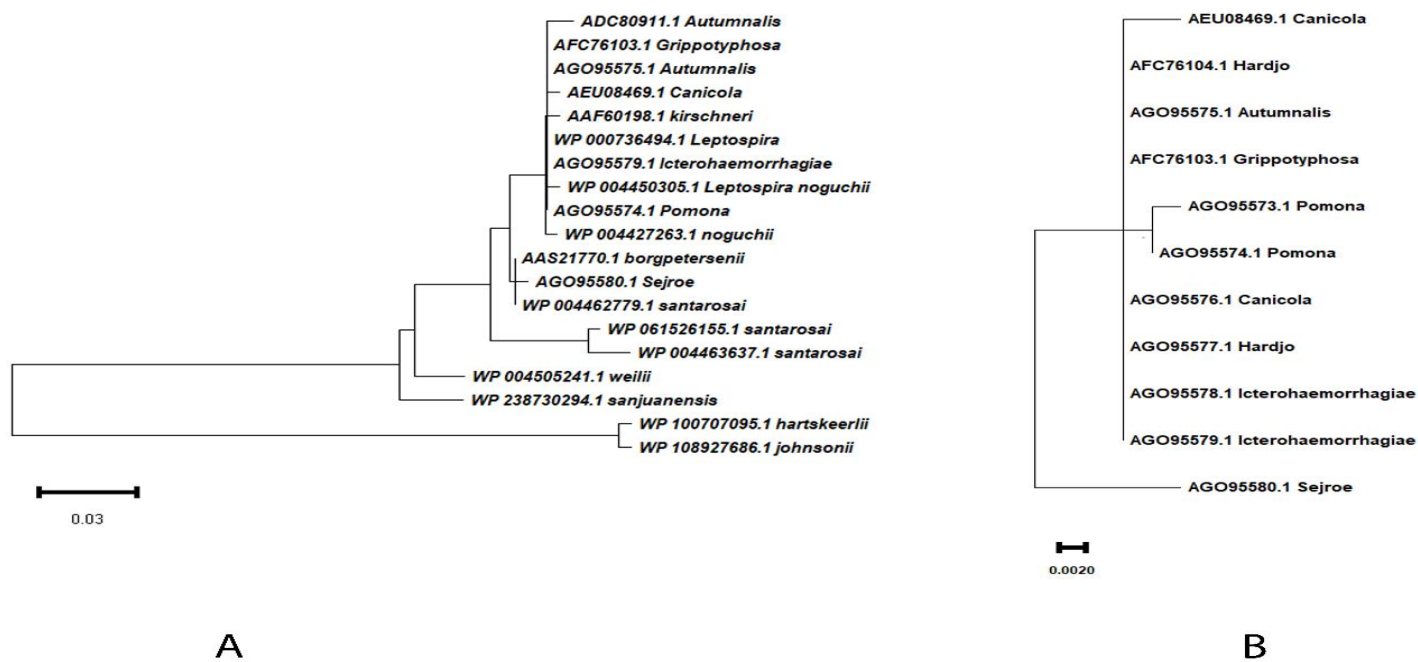 ADC80911.1 Autumnalis
AFC76103.1 Grippotyphosa
AGO95575.1 Autumnalis
AEU08469.1 Canicola
AAF60198.1 kirschneri
WP 000736494.1 Leptospira
AGO95579.1 Icterohaemorrhagiae
WP 004450305.1 Leptospira noguchii
AGO95574.1 Pomona
WP 004427263.1 noguchii
AAS21770.1 borgpetersenii
AGO95580.1 Sejroe
WP 004462779.1 santarosai
WP 061526155.1 santarosai
WP 004463637.1 santarosai
WP 004505241.1 weilii
WP 238730294.1 sanjuanensis
WP 100707095.1 hartskeerlii
WP 108927686.1 johnsonii
0.03
A
AEU08469.1 Canicola
AFC76104.1 Hardjo
AGO95575.1 Autumnalis
AFC76103.1 Grippotyphosa
AGO95573.1 Pomona
AGO95574.1 Pomona
AGO95576.1 Canicola
AGO95577.1 Hardjo
AGO95578.1 Icterohaemorrhagiae
AGO95579.1 Icterohaemorrhagiae
AGO95580.1 Sejroe
0.0020
B